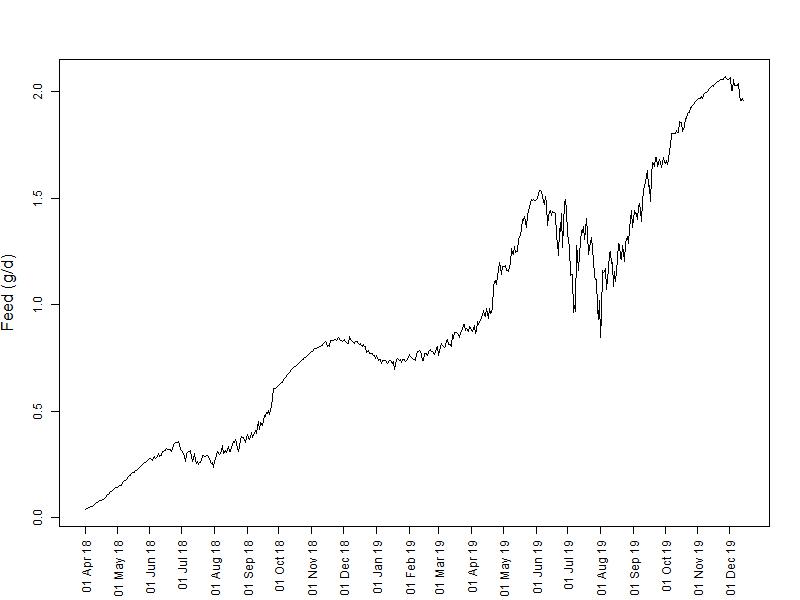 Feed (g/d)
2.0
1.5
1.0
0.5
0.0
01 Apr 18
01 May 18
01 Jun 18
01 Jul 18
01 Aug 18
01 Sep 18
01 Oct 18
01 Nov 18
01 Dec 18
01 Jan 19
01 Feb 19
01 Mar 19
01 Apr 19
01 May 19
01 Jun 19
01 Jul 19
01 Aug 19
01 Sep 19
01 Oct 19
01 Nov 19
01 Dec 19